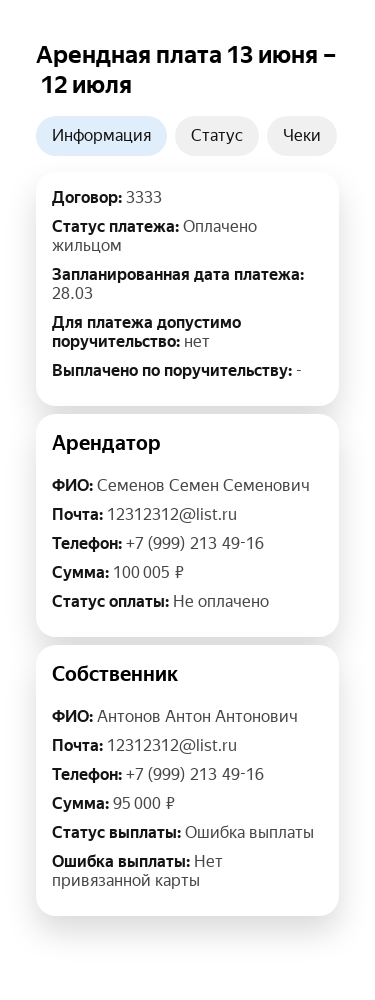 Арендная плата 13 июня –
12 июля
Информация
Статус
Чеки
Договор: 3333
Статус платежа: Оплачено
жильцом
Запланированная дата платежа:
28.03
Для платежа допустимо
поручительство: нет
Выплачено по поручительству: -
Арендатор
ФИО: Семенов Семен Семенович
Почта: 12312312@list.ru
Телефон: +7 (999) 213 49-16
Сумма: 100 005 ₽
Статус оплаты: Не оплачено
Собственник
ФИО: Антонов Антон Антонович
Почта: 12312312@list.ru
Телефон: +7 (999) 213 49-16
Сумма: 95 000 ₽
Статус выплаты: Ошибка выплаты
Ошибка выплаты: Нет
привязанной карты